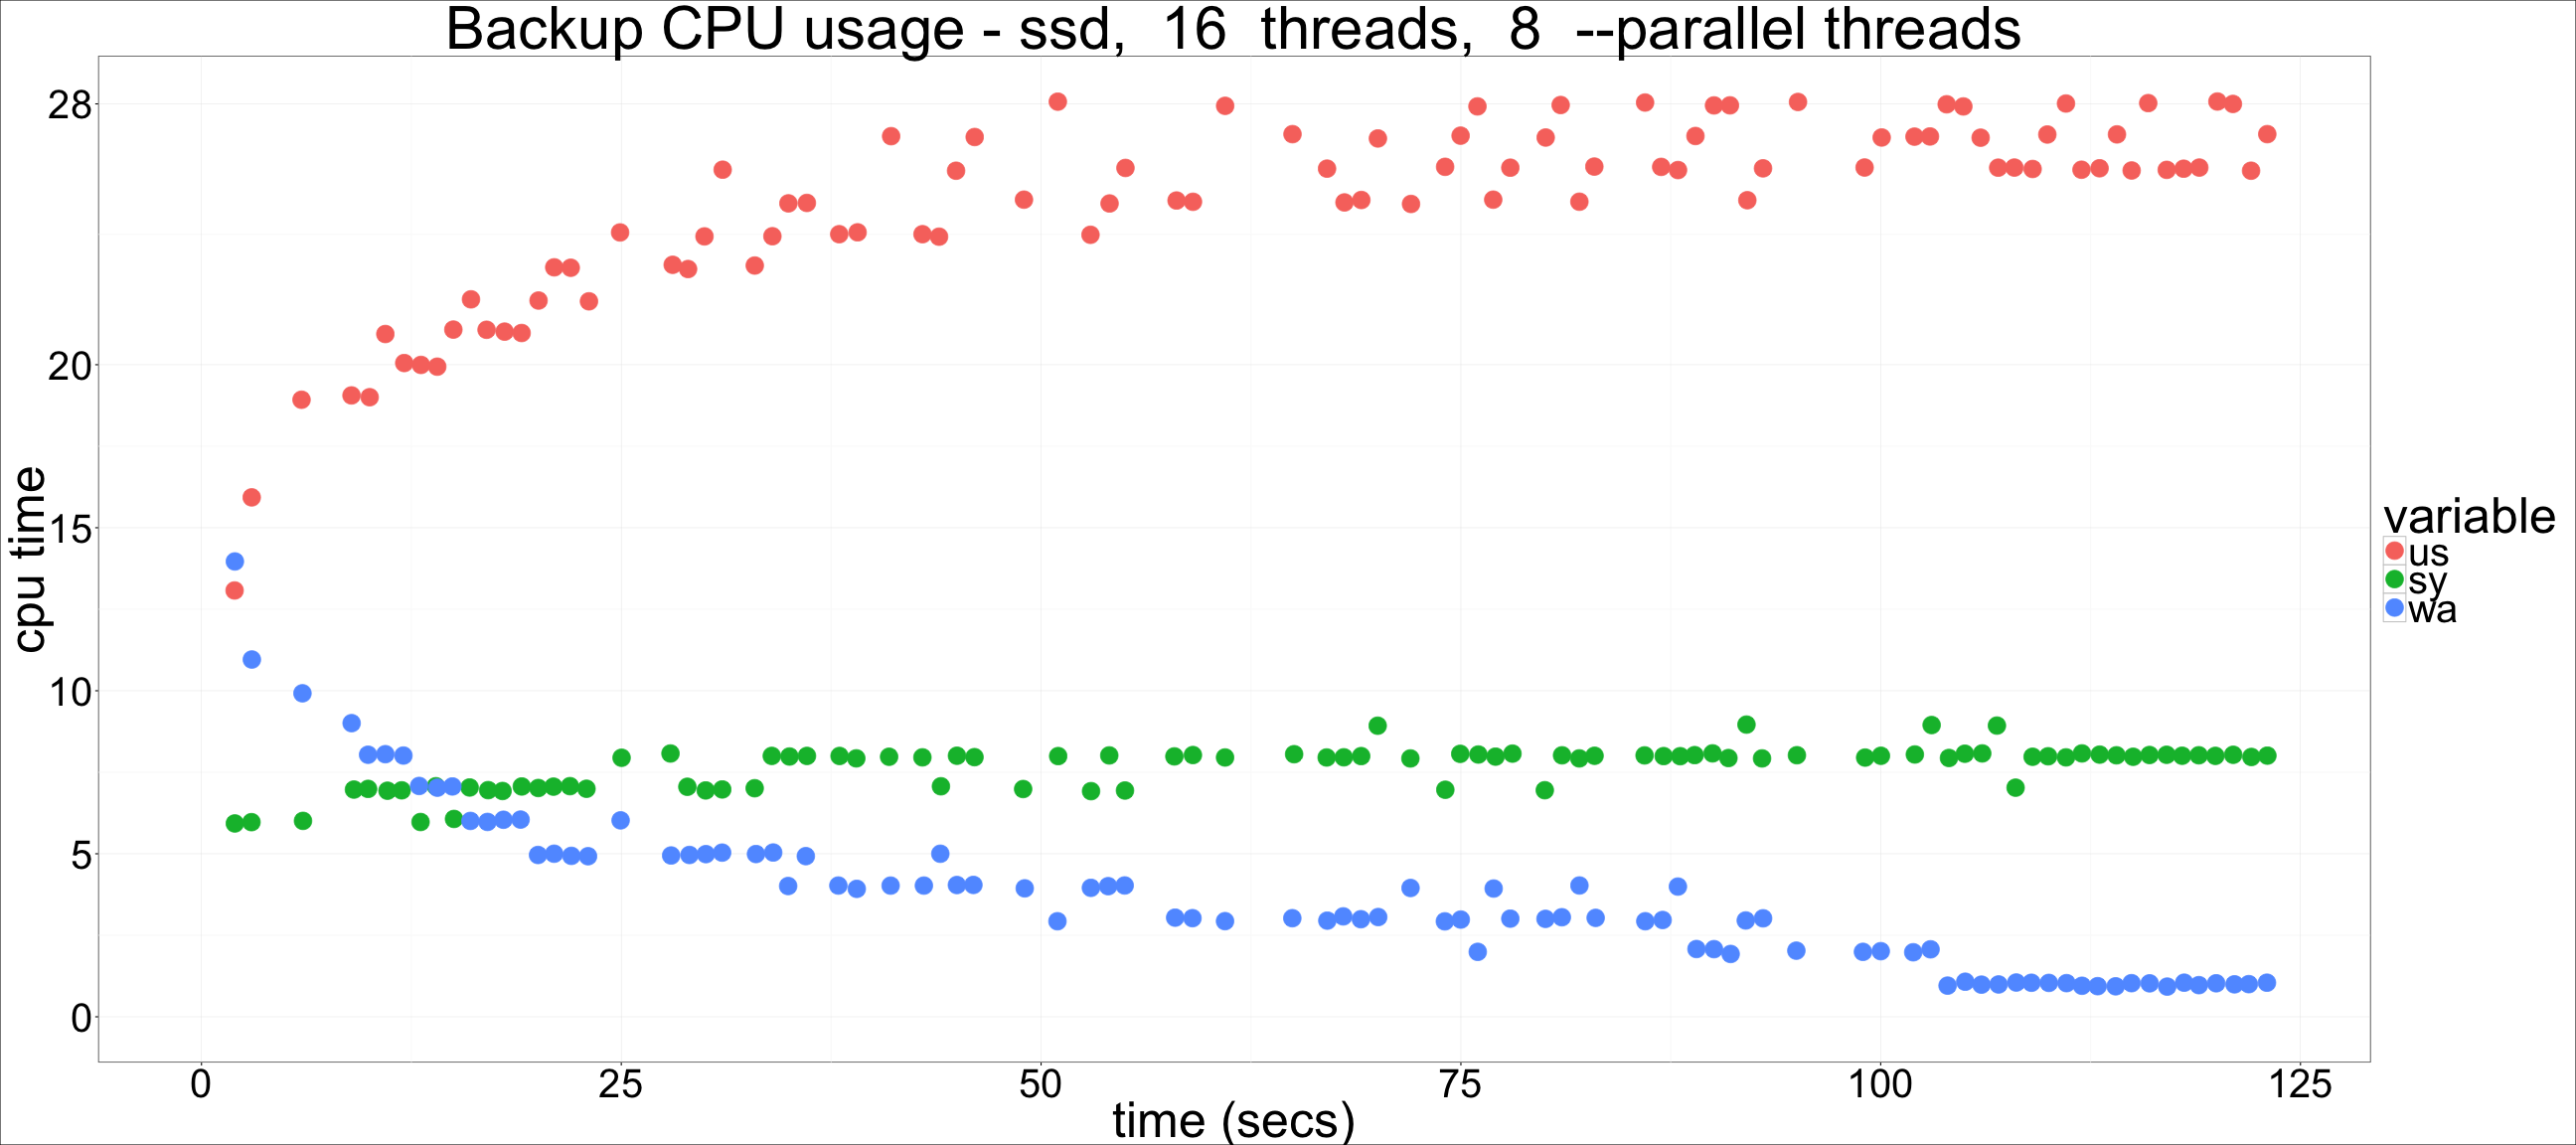 Backup CPU usage - ssd, 16 threads, 8 --parallel threads
28
20
15
10
5
0
cpu time
0 25 50 75 100 125
time (secs)
variable
us
sy
wa